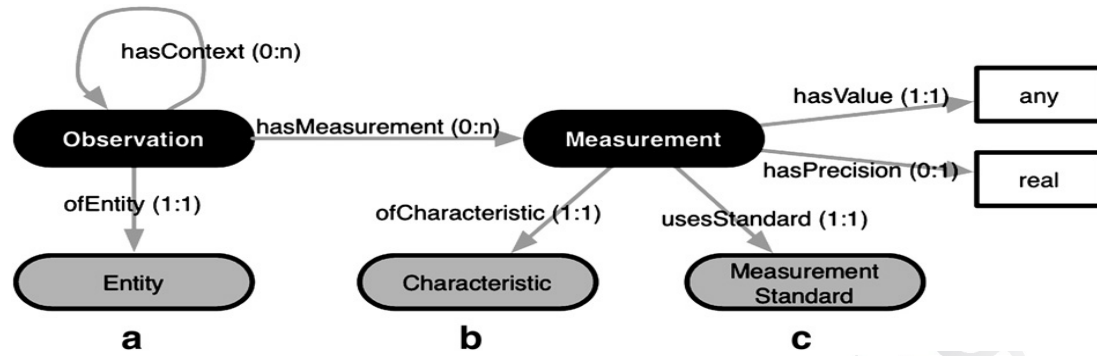 hasContext (0:n)
Observation
hasMeasurement (0:n)
Measurement
hasValue (1:1)
any
hasPrecision (0:1)
real
ofEntity (1:1)
ofCharacteristic (1:1)
usesStandard (1:1)
Entity
Characteristic
Measurement
Standard
a
b
c